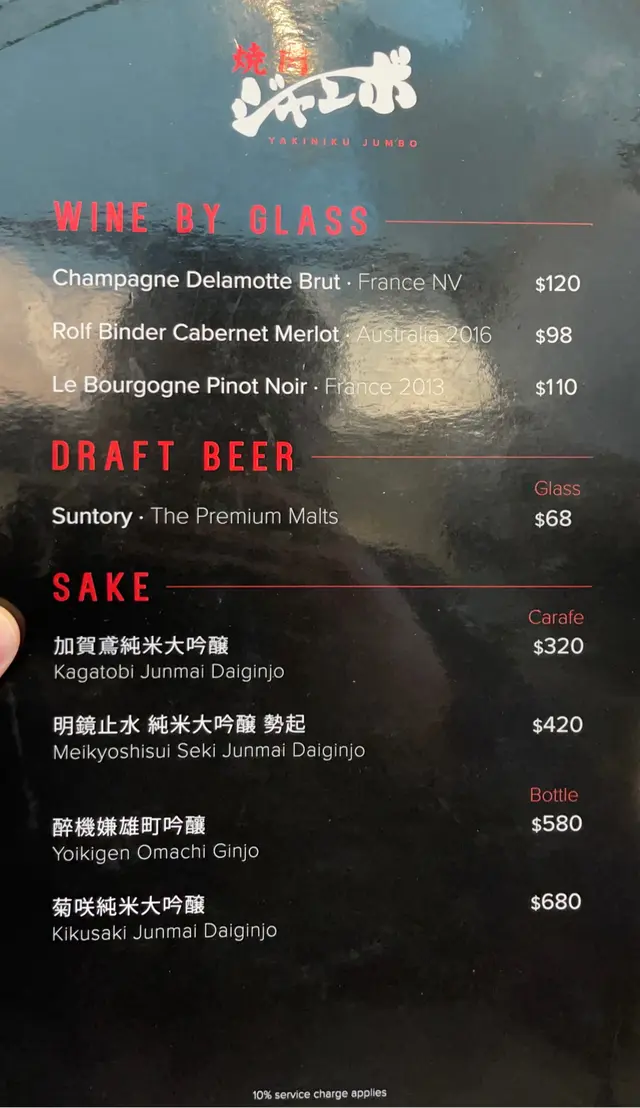 焼肉
ジャンボ
YAKINIKU JUMBO
WINE BY GLASS
Champagne Delamotte Brut · France NV $120
Rolf Binder Cabernet Merlot · Australia 2016 $98
Le Bourgogne Pinot Noir · France 2013 $110
DRAFT BEER
Glass
Suntory · The Premium Malts $68
SAKE
Carafe
加賀鳶純米大吟醸 $320
Kagatobi Junmai Daiginjo
明鏡止水 純米大吟醸 勢起 $420
Meikyoshisui Seki Junmai Daiginjo
Bottle
酔機嫌雄町吟醸 $580
Yoikigen Omachi Ginjo
菊咲純米大吟醸 $680
Kikusaki Junmai Daiginjo
10% service charge applies